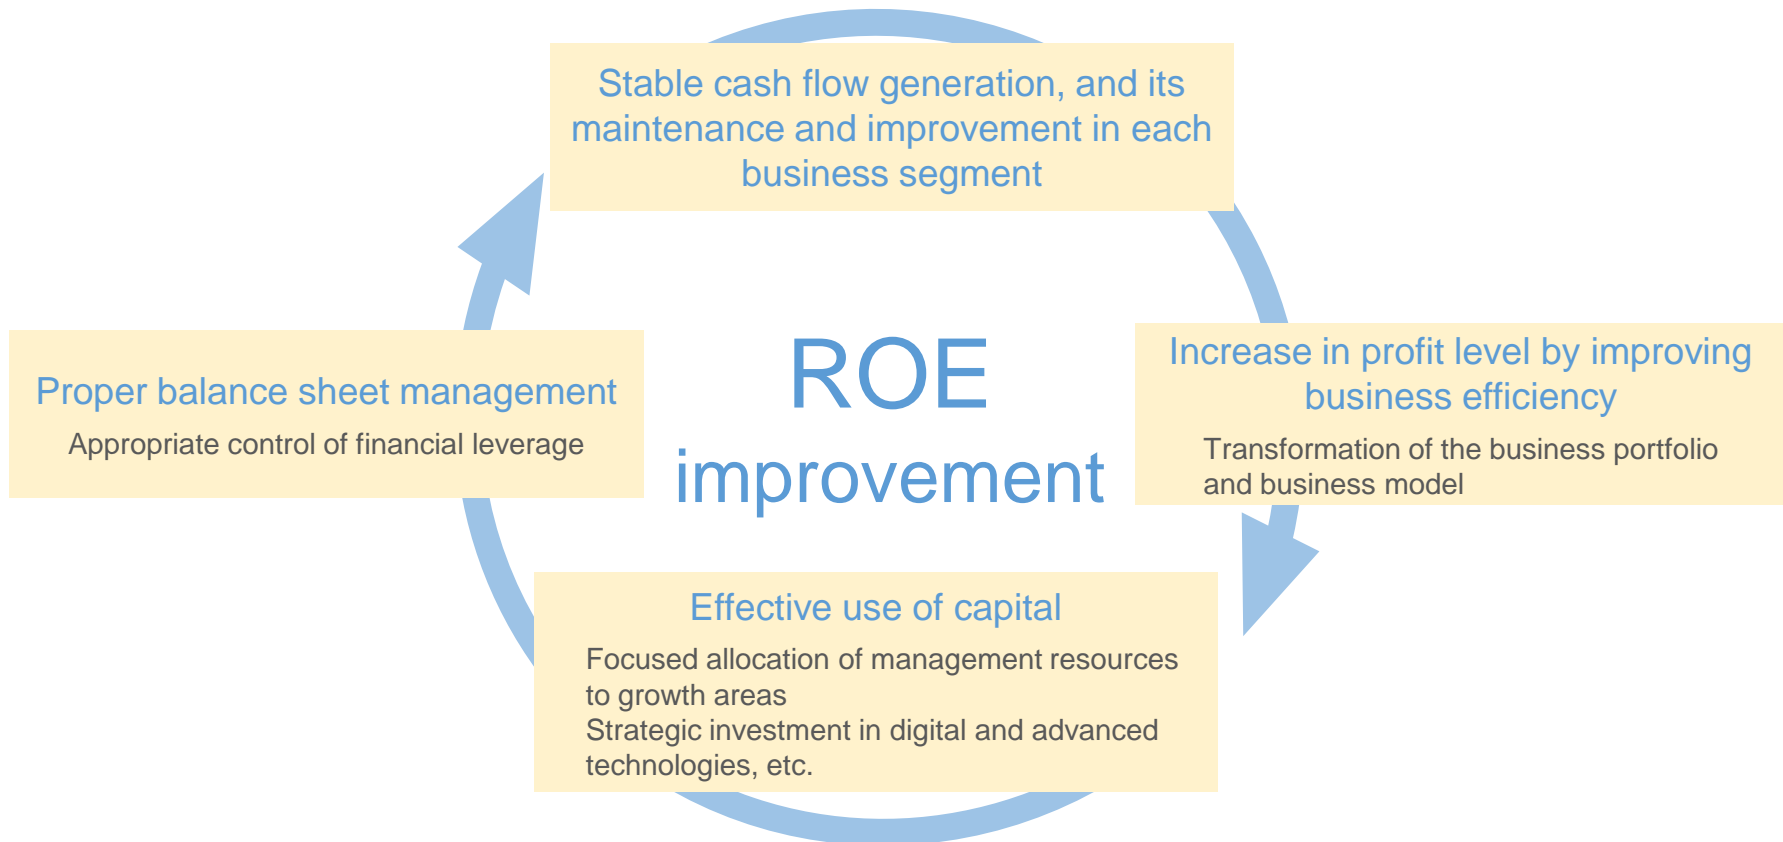 Stable cash flow generation, and its
maintenance and improvement in each
business segment
ROE
improvement
Proper balance sheet management
Appropriate control of financial leverage
Increase in profit level by improving
business efficiency
Transformation of the business portfolio
and business model
Effective use of capital
Focused allocation of management resources
to growth areas
Strategic investment in digital and advanced
technologies, etc.